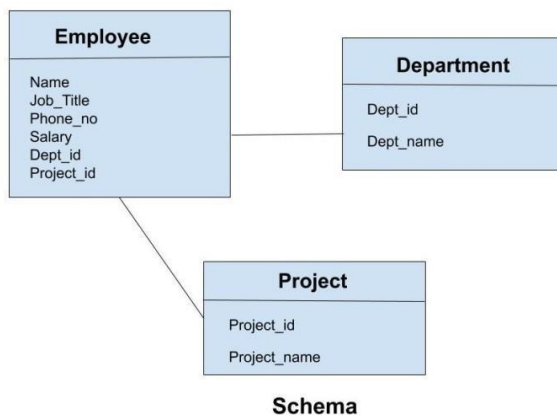 Employee
Name
Job_Title
Phone_no
Salary
Dept_id
Project_id
Department
Dept_id
Dept_name
Project
Project_id
Project_name
Schema